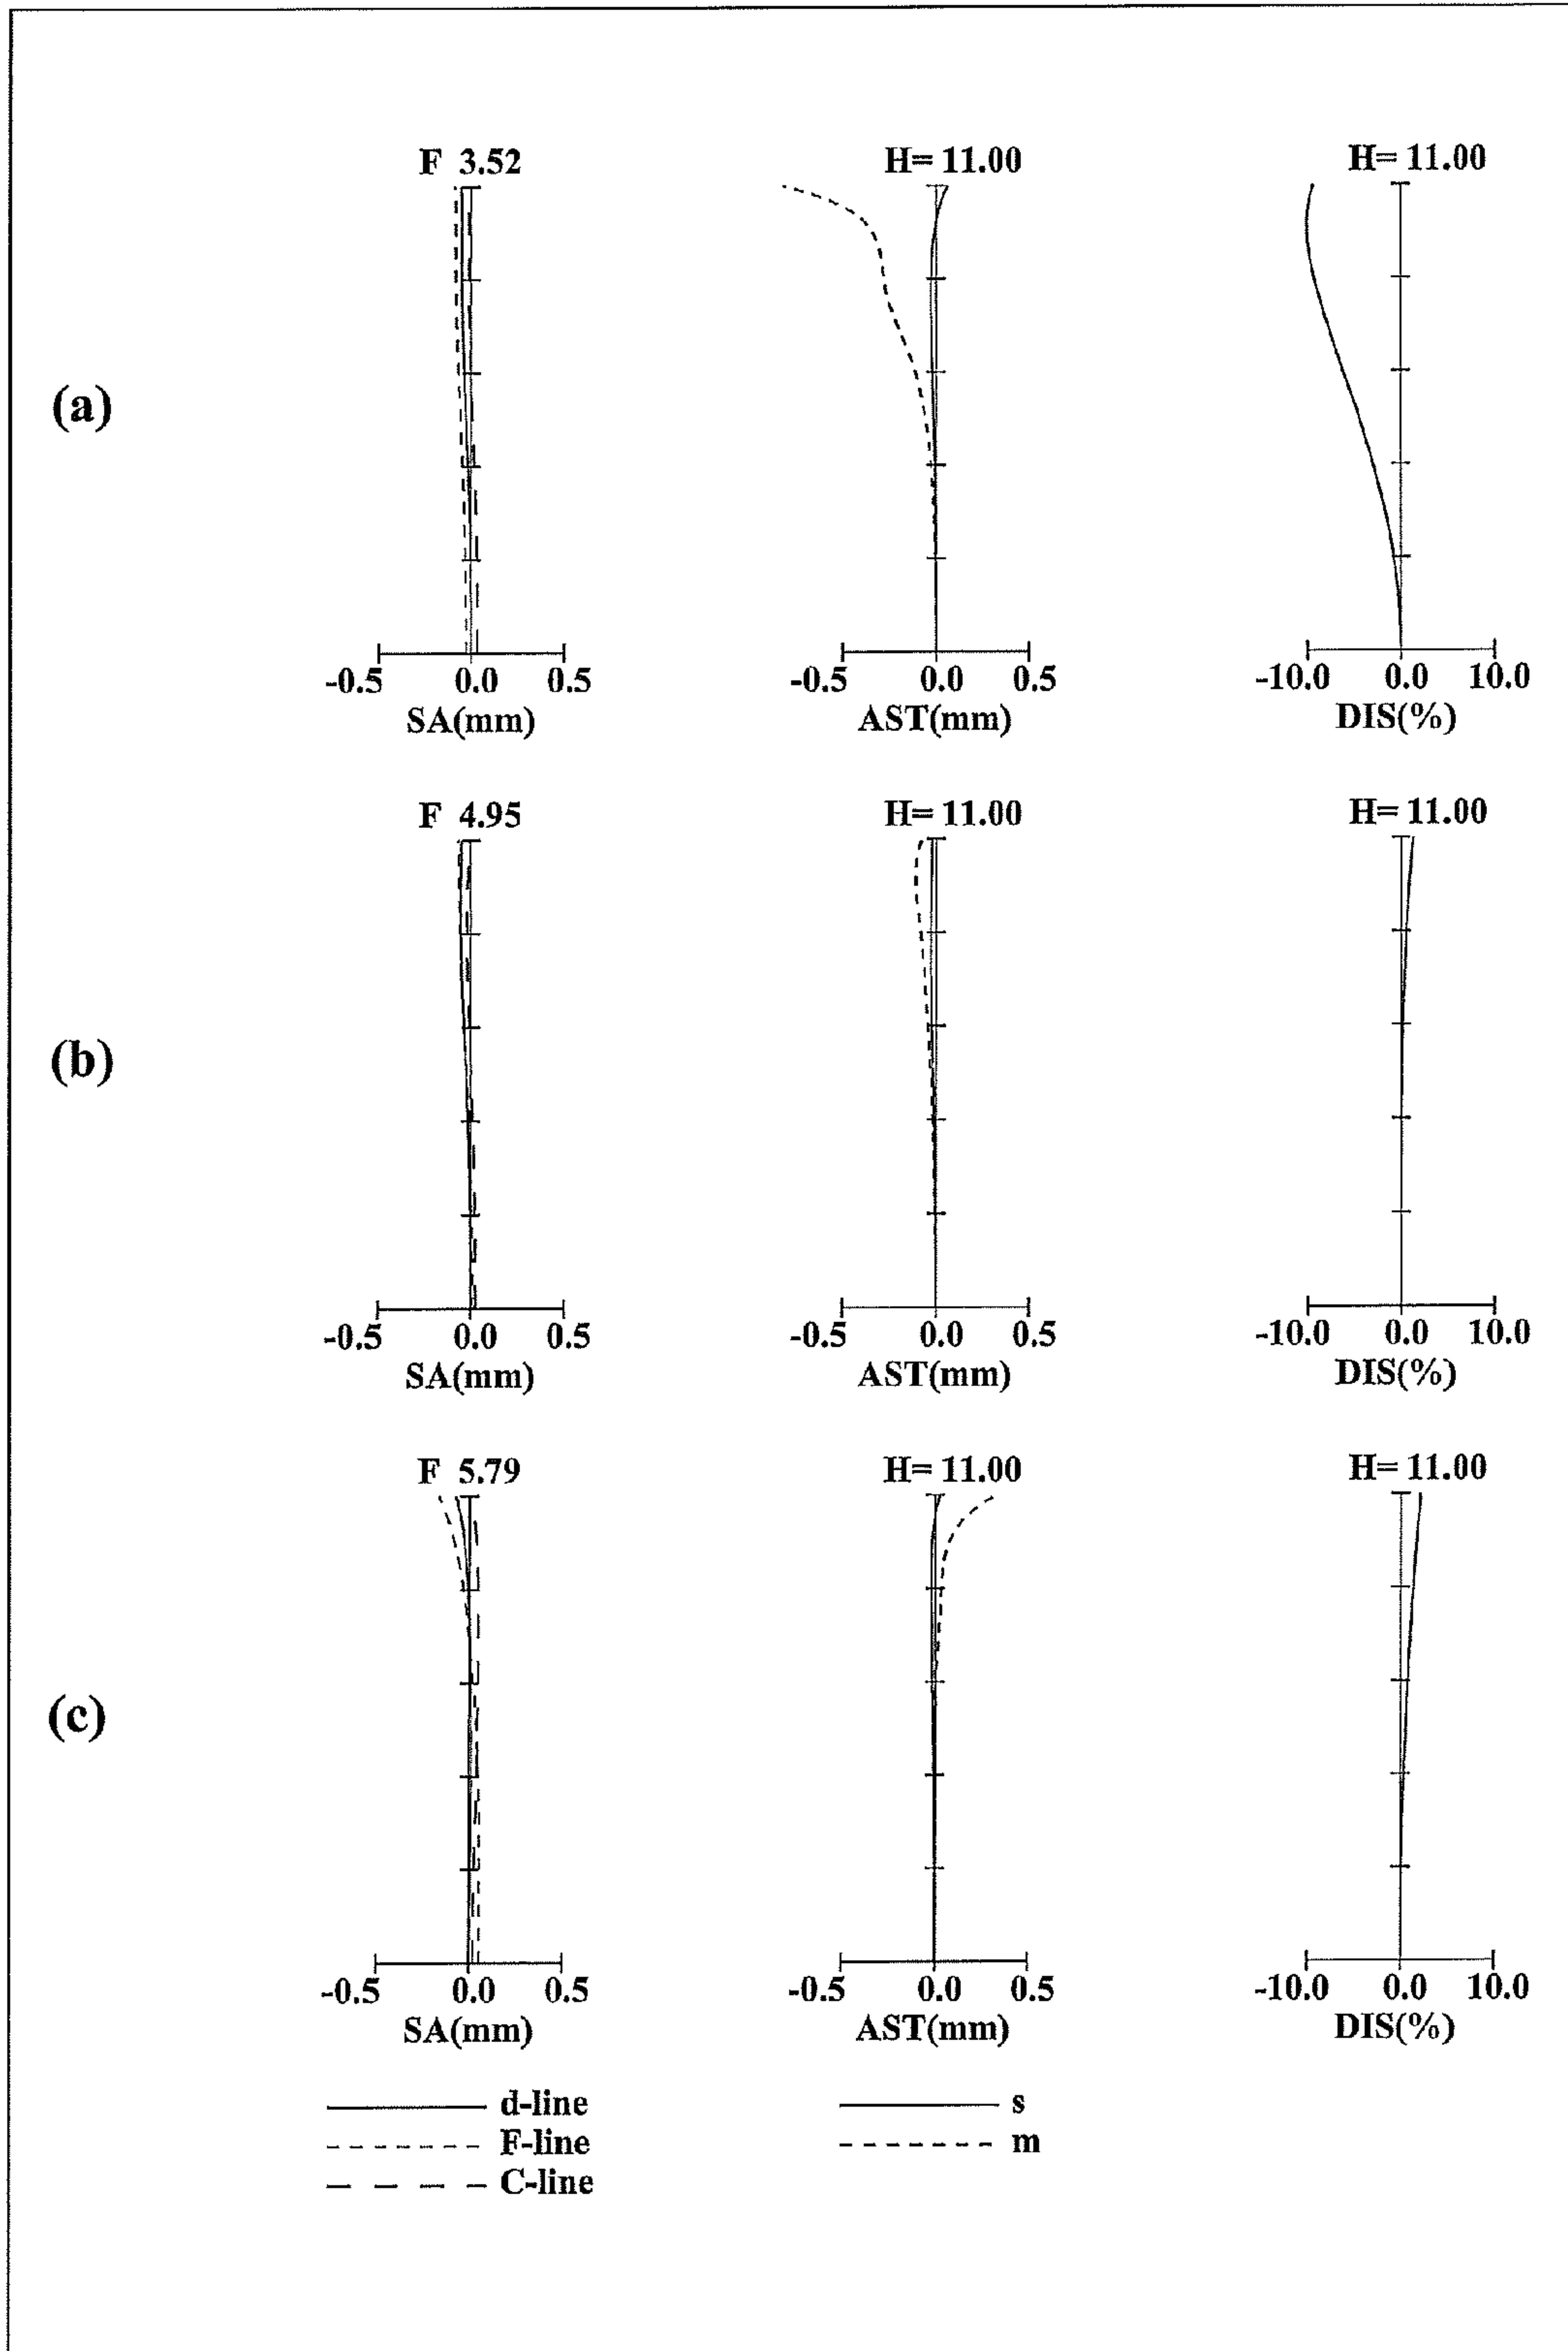 F 3.52 H= 11.00 H= 11.00
(a)
-0.5 0.0 0.5 -0.5 0.0 0.5 -10.0 0.0 10.0
SA(mm) AST(mm) DIS(%)
F 4.95 H= 11.00 H= 11.00
(b)
-0.5 0.0 0.5 -0.5 0.0 0.5 -10.0 0.0 10.0
SA(mm) AST(mm) DIS(%)
F 5.79 H= 11.00 H= 11.00
(c)
-0.5 0.0 0.5 -0.5 0.0 0.5 -10.0 0.0 10.0
SA(mm) AST(mm) DIS(%)
d-line s
F-line m
C-line